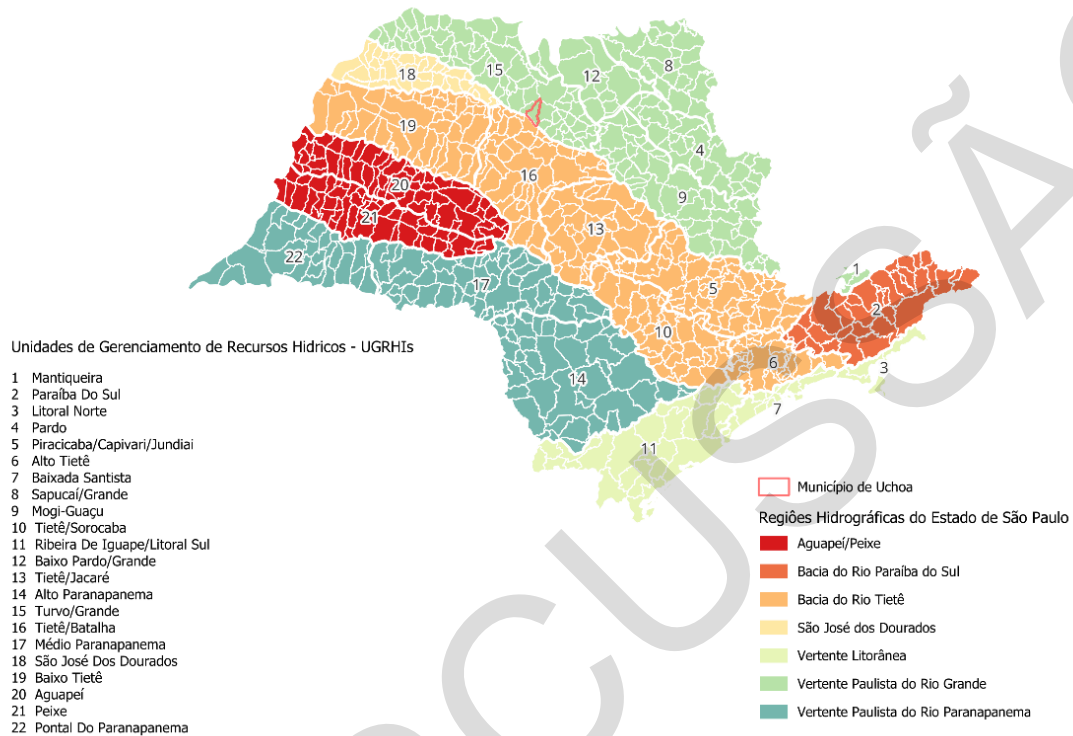 15
12
8
18
19
4
16
20
9
21
13
1
22
5
17
2
10
6
3
14
7
11
Unidades de Gerenciamento de Recursos Hidricos - UGRHIs
1 Mantiqueira
2 Paraíba Do Sul
3 Litoral Norte
4 Pardo
5 Piracicaba/Capivari/Jundiai
6 Alto Tietê
7 Baixada Santista
8 Sapucaí/Grande
9 Mogi-Guaçu
10 Tietê/Sorocaba
11 Ribeira De Iguape/Litoral Sul
12 Baixo Pardo/Grande
13 Tietê/Jacaré
14 Alto Paranapanema
15 Turvo/Grande
16 Tietê/Batalha
17 Médio Paranapanema
18 São José Dos Dourados
19 Baixo Tietê
20 Aguapeí
21 Peixe
22 Pontal Do Paranapanema
Município de Uchoa
Regiões Hidrográficas do Estado de São Paulo
Aguapeí/Peixe
Bacia do Rio Paraíba do Sul
Bacia do Rio Tietê
São José dos Dourados
Vertente Litorânea
Vertente Paulista do Rio Grande
Vertente Paulista do Rio Paranapanema